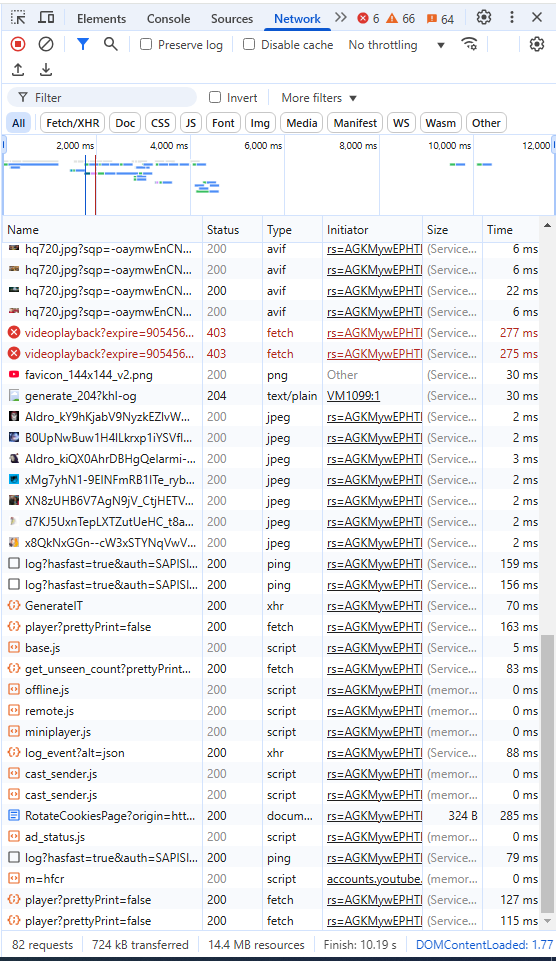 Elements Console Sources Network 6 66 64
Preserve log Disable cache No throttling
Filter Invert More filters
All Fetch/XHR Doc CSS JS Font Img Media Manifest WS Wasm Other
2,000 ms 4,000 ms 6,000 ms 8,000 ms 10,000 ms 12,000
Name Status Type Initiator Size Time
hq720.jpg?sqp=-oaymwEnCN... 200 avif rs=AGKMywEPHTI (Service... 6 ms
hq720.jpg?sqp=-oaymwEnCN... 200 avif rs=AGKMywEPHTI (Service... 6 ms
hq720.jpg?sqp=-oaymwEnCN... 200 avif rs=AGKMywEPHTI (Service... 22 ms
hq720.jpg?sqp=-oaymwEnCN... 200 avif rs=AGKMywEPHTI (Service... 6 ms
videoplayback?expire=905456... 403 fetch rs=AGKMywEPHTI (Service... 277 ms
videoplayback?expire=905456... 403 fetch rs=AGKMywEPHTI (Service... 275 ms
favicon_144x144_v2.png 200 png Other (Service... 30 ms
generate_204?khl-og 204 text/plain VM1099:1 (Service... 30 ms
AIdro_kY9hKjabV9NyzkEZIvW... 200 jpeg rs=AGKMywEPHTI (Service... 2 ms
B0UpNwBuw1H4ILkrxp1iYSVfl... 200 jpeg rs=AGKMywEPHTI (Service... 2 ms
AIdro_kiQX0AhrDBHgQelarmi-... 200 jpeg rs=AGKMywEPHTI (Service... 3 ms
xMg7yhN1-9EINFmRB1ITe_ryb... 200 jpeg rs=AGKMywEPHTI (Service... 2 ms
XN8zUHB6V7AgN9jV_CtjHETV... 200 jpeg rs=AGKMywEPHTI (Service... 2 ms
d7KJ5UxnTepLXTZutUeHC_t8a... 200 jpeg rs=AGKMywEPHTI (Service... 2 ms
x8QkNxGGn--cW3xSTYNqVwV... 200 jpeg rs=AGKMywEPHTI (Service... 2 ms
log?hasfast=true&auth=SAPISI... 200 ping rs=AGKMywEPHTI (Service... 159 ms
log?hasfast=true&auth=SAPISI... 200 ping rs=AGKMywEPHTI (Service... 156 ms
GenerateIT 200 xhr rs=AGKMywEPHTI (Service... 70 ms
player?prettyPrint=false 200 fetch rs=AGKMywEPHTI (Service... 163 ms
base.js 200 script rs=AGKMywEPHTI (Service... 5 ms
get_unseen_count?prettyPrint... 200 fetch rs=AGKMywEPHTI (Service... 83 ms
offline.js 200 script rs=AGKMywEPHTI (memor... 0 ms
remote.js 200 script rs=AGKMywEPHTI (memor... 0 ms
miniplayer.js 200 script rs=AGKMywEPHTI (memor... 0 ms
log_event?alt=json 200 xhr rs=AGKMywEPHTI (Service... 88 ms
cast_sender.js 200 script rs=AGKMywEPHTI (memor... 0 ms
cast_sender.js 200 script rs=AGKMywEPHTI (memor... 0 ms
RotateCookiesPage?origin=htt... 200 docum... rs=AGKMywEPHTI 324 B 285 ms
ad_status.js 200 script rs=AGKMywEPHTI (memor... 0 ms
log?hasfast=true&auth=SAPISI... 200 ping rs=AGKMywEPHTI (Service... 79 ms
m=hfcr 200 script accounts.youtube. (memor... 0 ms
player?prettyPrint=false 200 fetch rs=AGKMywEPHTI (Service... 127 ms
player?prettyPrint=false 200 fetch rs=AGKMywEPHTI (Service... 115 ms
82 requests 724 kB transferred 14.4 MB resources Finish: 10.19 s DOMContentLoaded: 1.77